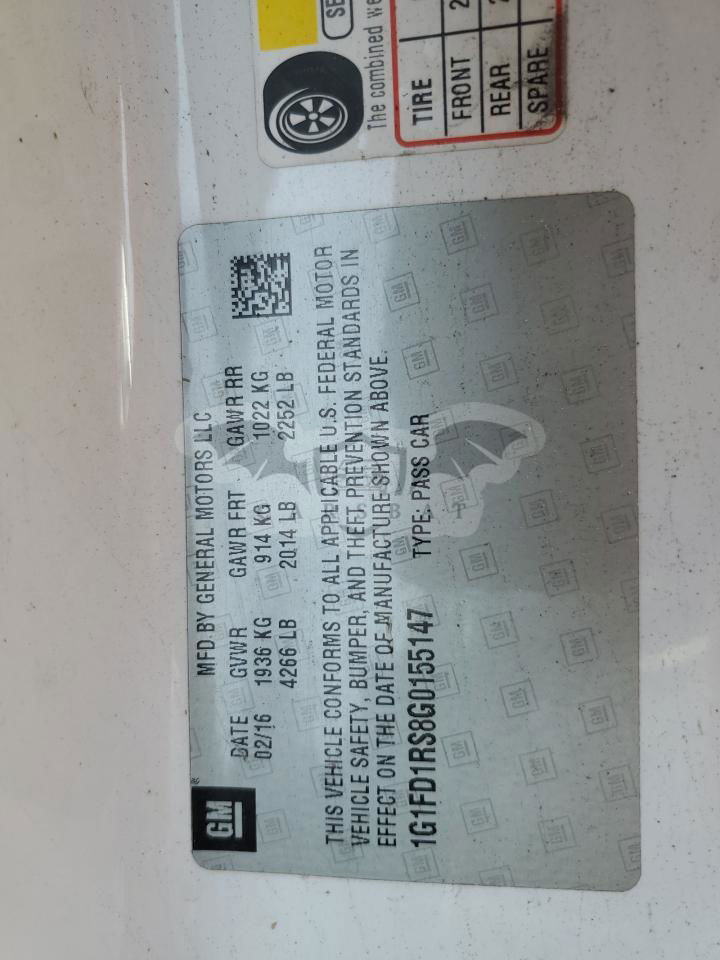 GM
MFD BY GENERAL MOTORS LLC
DATE GVWR GAWR FRT GAWR RR
02/16 1936 KG 914 KG 1022 KG
4266 LB 2014 LB 2252 LB
THIS VEHICLE CONFORMS TO ALL APPLICABLE U.S. FEDERAL MOTOR
VEHICLE SAFETY, BUMPER, AND THEFT PREVENTION STANDARDS IN
EFFECT ON THE DATE OF MANUFACTURE SHOWN ABOVE.
1G1FD1RS8G0155147 TYPE: PASS CAR
SE
The combined we
TIRE
FRONT 2
REAR 2
SPARE